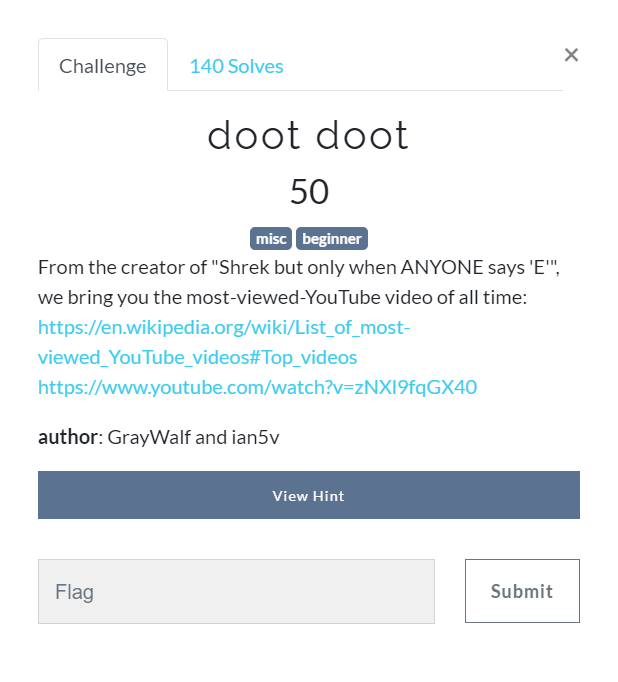 Challenge
140 Solves
×
doot doot
50
misc beginner
From the creator of "Shrek but only when ANYONE says 'E'",
we bring you the most-viewed-YouTube video of all time:
https://en.wikipedia.org/wiki/List_of_most-
viewed_YouTube_videos#Top_videos
https://www.youtube.com/watch?v=zNXl9fqGX40
author: GrayWalf and ian5v
View Hint
Flag
Submit